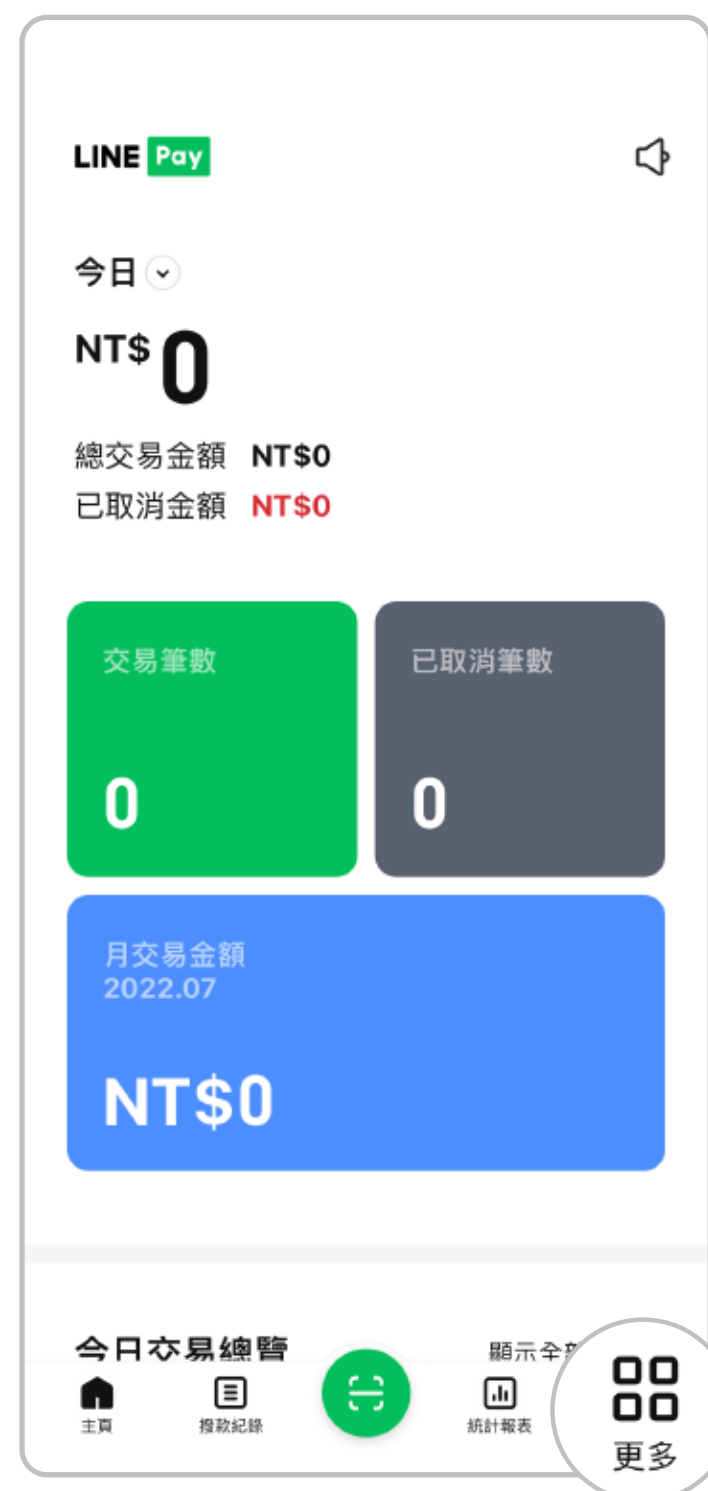 LINE Pay
今日
NT$ 0
總交易金額 NT$0
已取消金額 NT$0
交易筆數
0
已取消筆數
0
月交易金額
2022.07
NT$0
今日交易總覽 顯示全
主頁
撥款紀錄
統計報表
更多